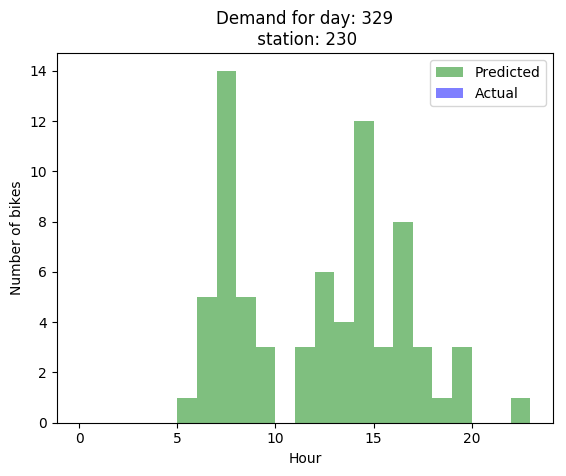 Demand for day: 329
station: 230
Predicted
Actual
Number of bikes
14
12
10
8
6
4
2
0
0
5
10
15
20
Hour